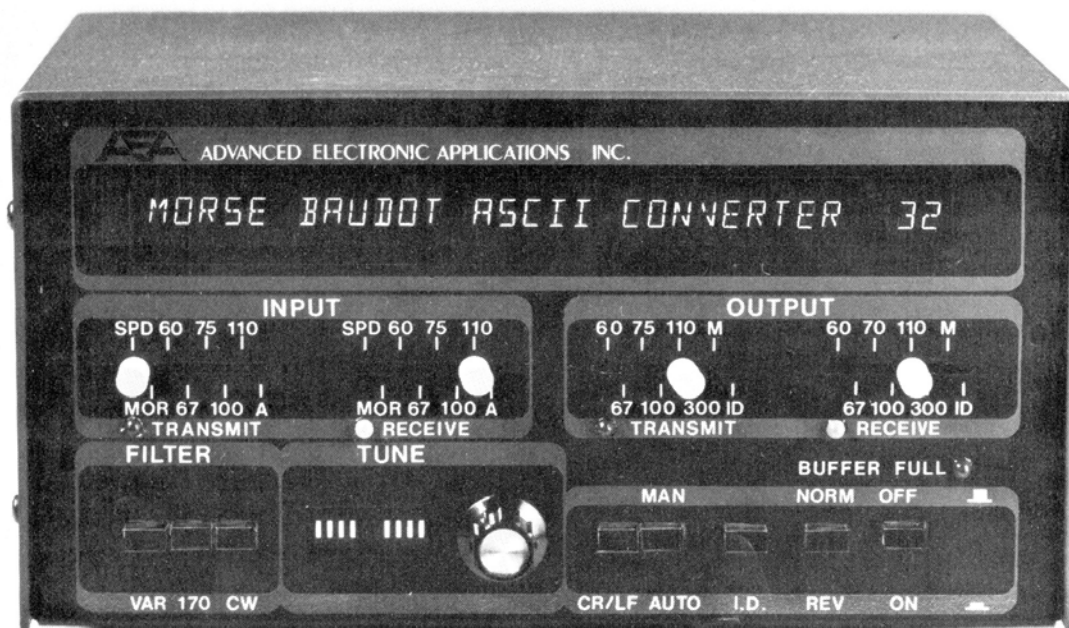 AEA ADVANCED ELECTRONIC APPLICATIONS INC.
MORSE BAUDOT ASCII CONVERTER 32
INPUT
SPD 60 75 110
SPD 60 75 110
MOR 67 100 A
MOR 67 100 A
TRANSMIT
RECEIVE
OUTPUT
60 75 110 M
60 70 110 M
67 100 300 ID
67 100 300 ID
TRANSMIT
RECEIVE
FILTER
VAR 170 CW
TUNE
BUFFER FULL
MAN NORM OFF
CR/LF AUTO I.D. REV ON